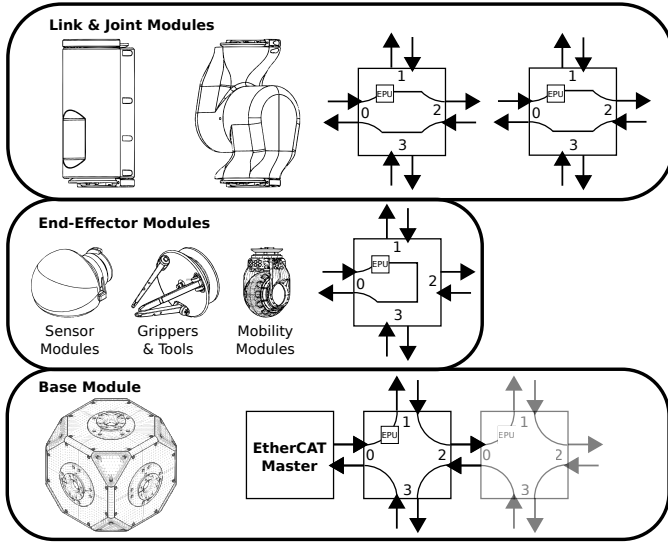 Link & Joint Modules
1
1
EPU
EPU
0
2
0
2
3
3
End-Effector Modules
1
EPU
0
2
3
Sensor
Modules
Grippers
& Tools
Mobility
Modules
Base Module
EtherCAT
Master
1
EPU
0
2
3
1
EPU
0
2
3